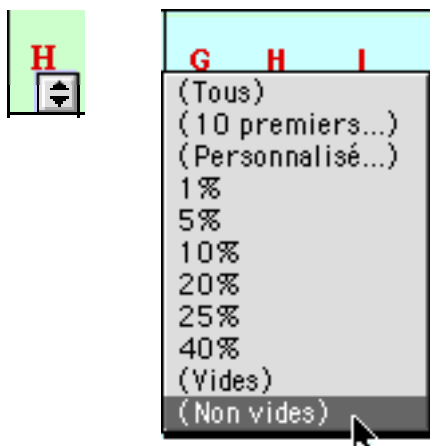 H
G H I
(Tous)
(10 premiers...)
(Personnalisé...)
1%
5%
10%
20%
25%
40%
(Vides)
(Non vides)